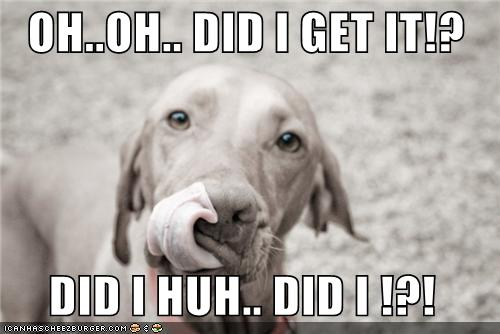 OH..OH.. DID I GET IT!?
DID I HUH.. DID I !?!
ICANHASCHEEZBURGER.COM